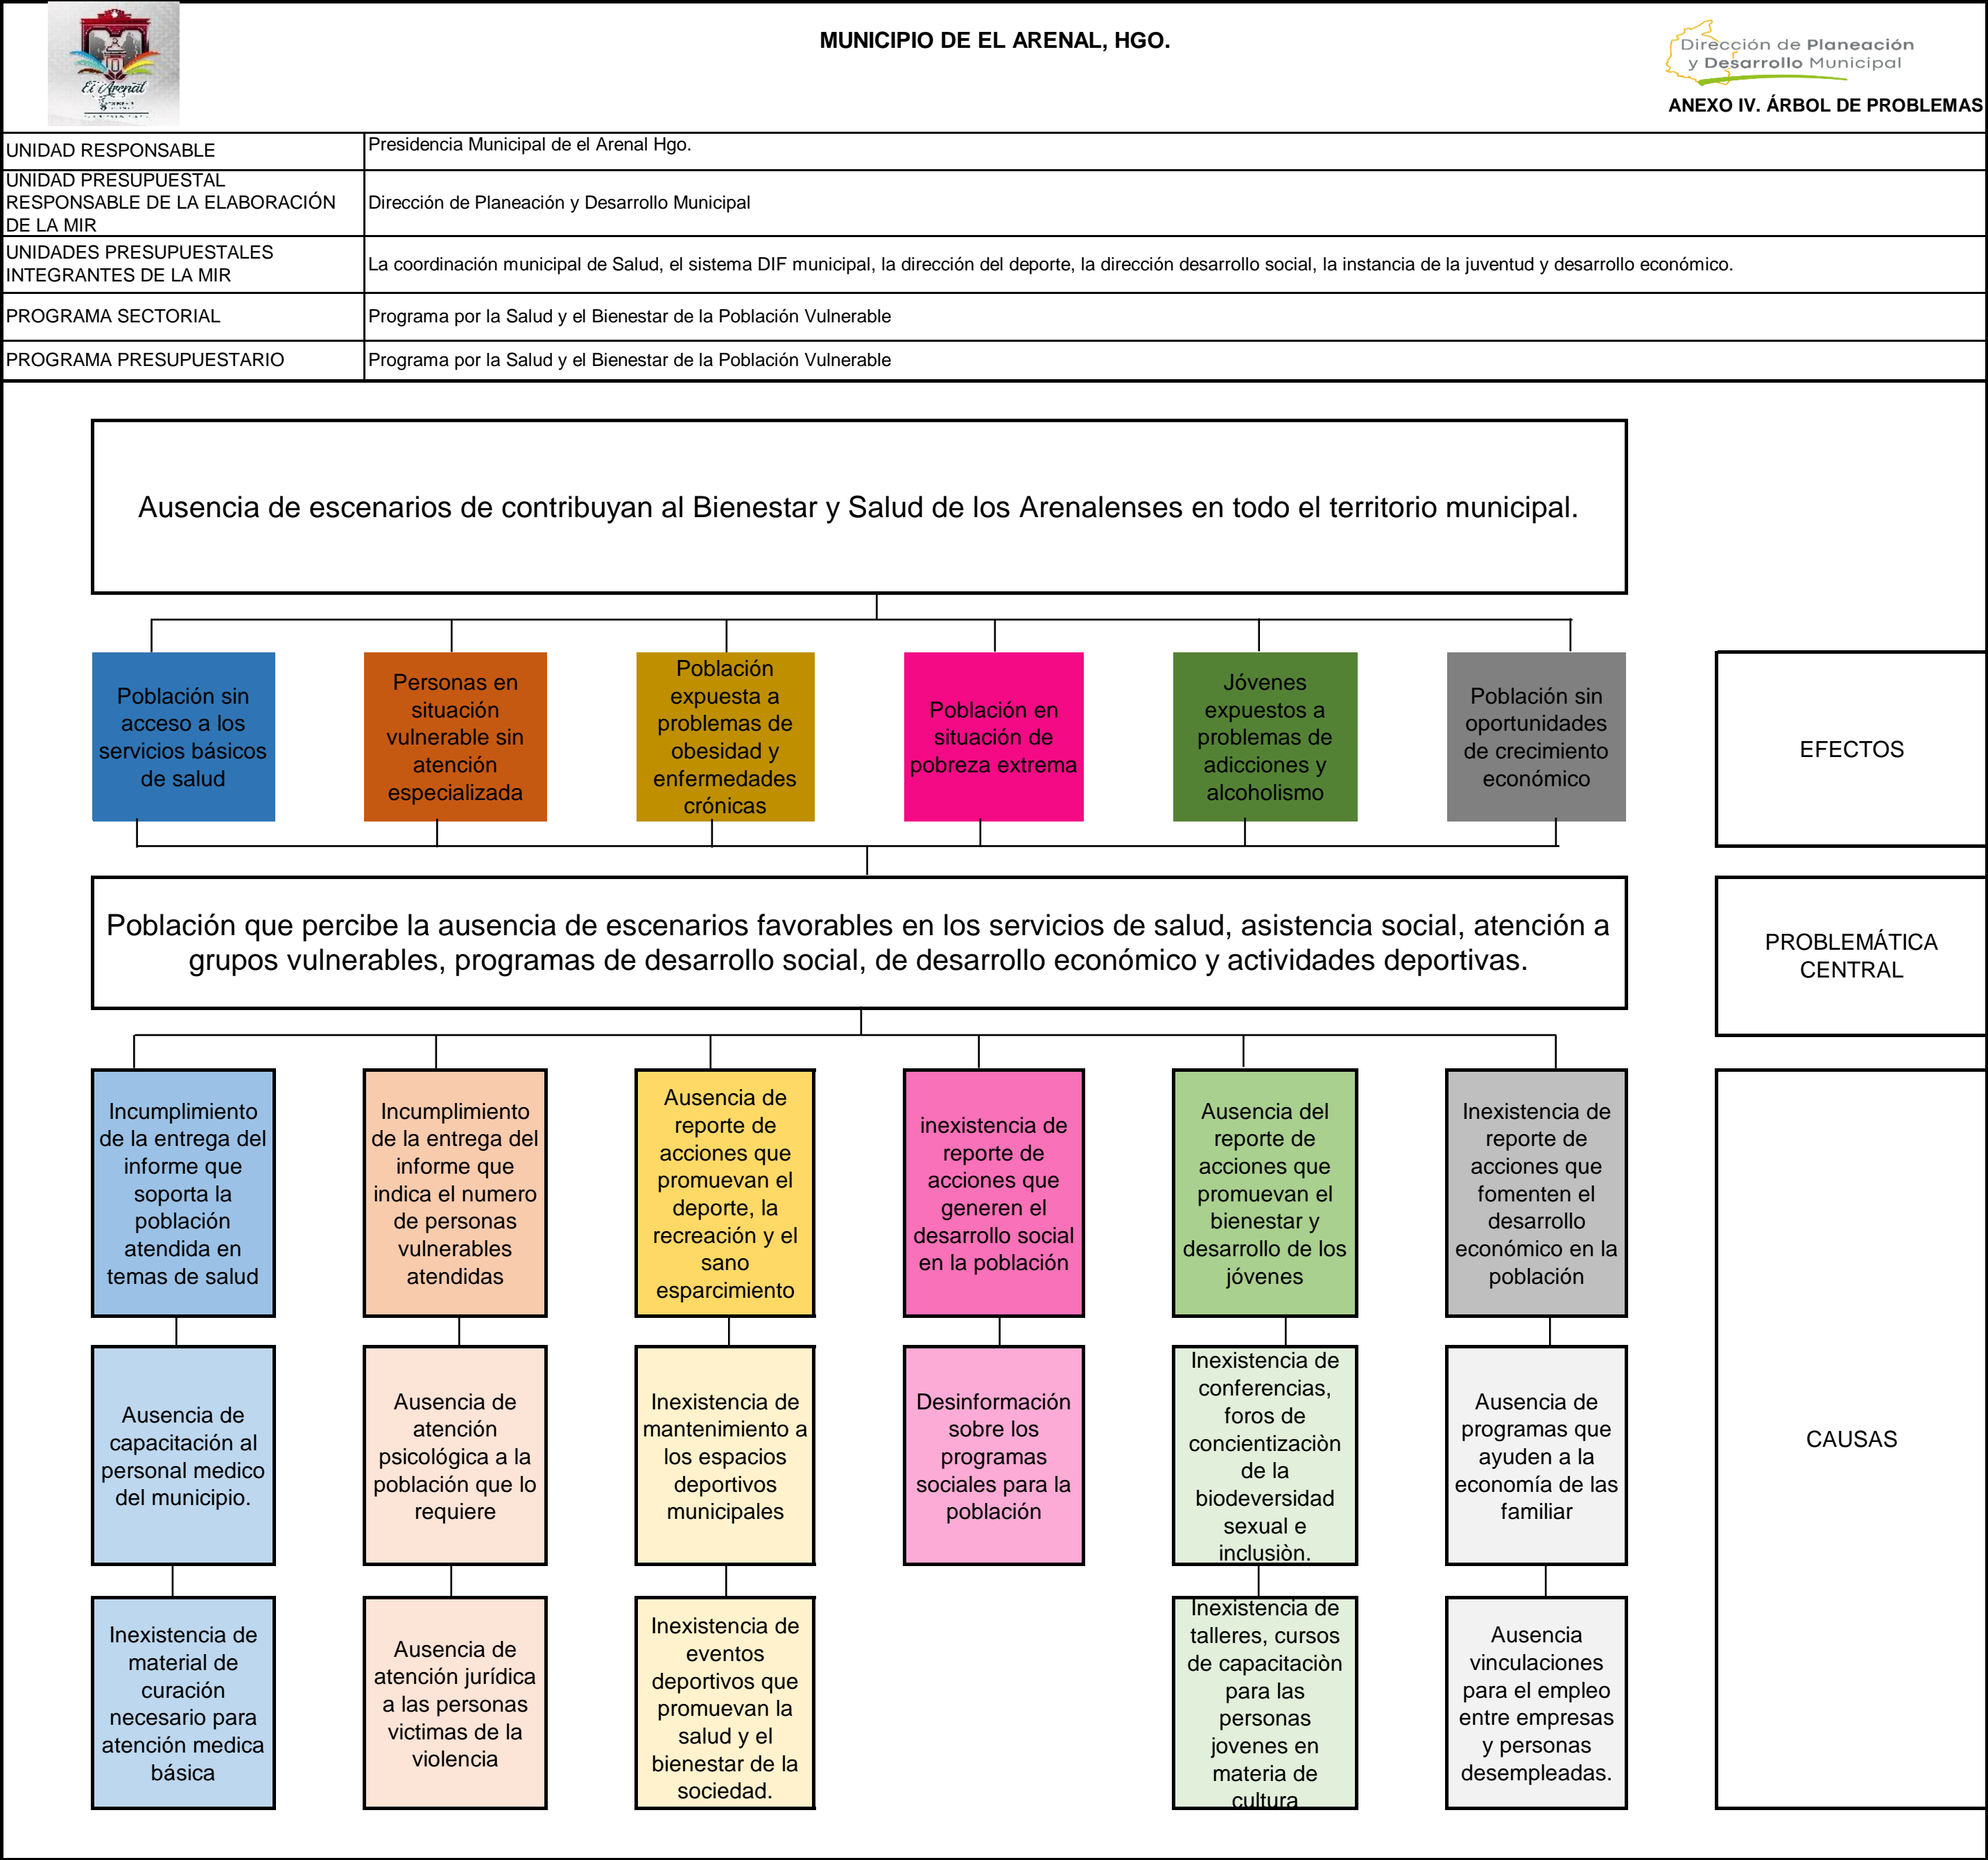 MUNICIPIO DE EL ARENAL, HGO.
El Arenal
Dirección de Planeación
y Desarrollo Municipal
ANEXO IV. ÁRBOL DE PROBLEMAS
UNIDAD RESPONSABLE
Presidencia Municipal de el Arenal Hgo.
UNIDAD PRESUPUESTAL
RESPONSABLE DE LA ELABORACIÓN
DE LA MIR
Dirección de Planeación y Desarrollo Municipal
UNIDADES PRESUPUESTALES
INTEGRANTES DE LA MIR
La coordinación municipal de Salud, el sistema DIF municipal, la dirección del deporte, la dirección desarrollo social, la instancia de la juventud y desarrollo económico.
PROGRAMA SECTORIAL
Programa por la Salud y el Bienestar de la Población Vulnerable
PROGRAMA PRESUPUESTARIO
Programa por la Salud y el Bienestar de la Población Vulnerable
Ausencia de escenarios de contribuyan al Bienestar y Salud de los Arenalenses en todo el territorio municipal.
Población sin
acceso a los
servicios básicos
de salud
Personas en
situación
vulnerable sin
atención
especializada
Población
expuesta a
problemas de
obesidad y
enfermedades
crónicas
Población en
situación de
pobreza extrema
Jóvenes
expuestos a
problemas de
adicciones y
alcoholismo
Población sin
oportunidades
de crecimiento
económico
EFECTOS
Población que percibe la ausencia de escenarios favorables en los servicios de salud, asistencia social, atención a
grupos vulnerables, programas de desarrollo social, de desarrollo económico y actividades deportivas.
PROBLEMÁTICA
CENTRAL
Incumplimiento
de la entrega del
informe que
soporta la
población
atendida en
temas de salud
Incumplimiento
de la entrega del
informe que
indica el numero
de personas
vulnerables
atendidas
Ausencia de
reporte de
acciones que
promuevan el
deporte, la
recreación y el
sano
esparcimiento
inexistencia de
reporte de
acciones que
generen el
desarrollo social
en la población
Ausencia del
reporte de
acciones que
promuevan el
bienestar y
desarrollo de los
jóvenes
Inexistencia de
reporte de
acciones que
fomenten el
desarrollo
económico en la
población
CAUSAS
Ausencia de
capacitación al
personal medico
del municipio.
Ausencia de
atención
psicológica a la
población que lo
requiere
Inexistencia de
mantenimiento a
los espacios
deportivos
municipales
Desinformación
sobre los
programas
sociales para la
población
Inexistencia de
conferencias,
foros de
concientizaciòn
de la
biodeversidad
sexual e
inclusiòn.
Ausencia de
programas que
ayuden a la
economía de las
familiar
Inexistencia de
material de
curación
necesario para
atención medica
básica
Ausencia de
atención jurídica
a las personas
victimas de la
violencia
Inexistencia de
eventos
deportivos que
promuevan la
salud y el
bienestar de la
sociedad.
Inexistencia de
talleres, cursos
de capacitaciòn
para las
personas
jovenes en
materia de
cultura
Ausencia
vinculaciones
para el empleo
entre empresas
y personas
desempleadas.